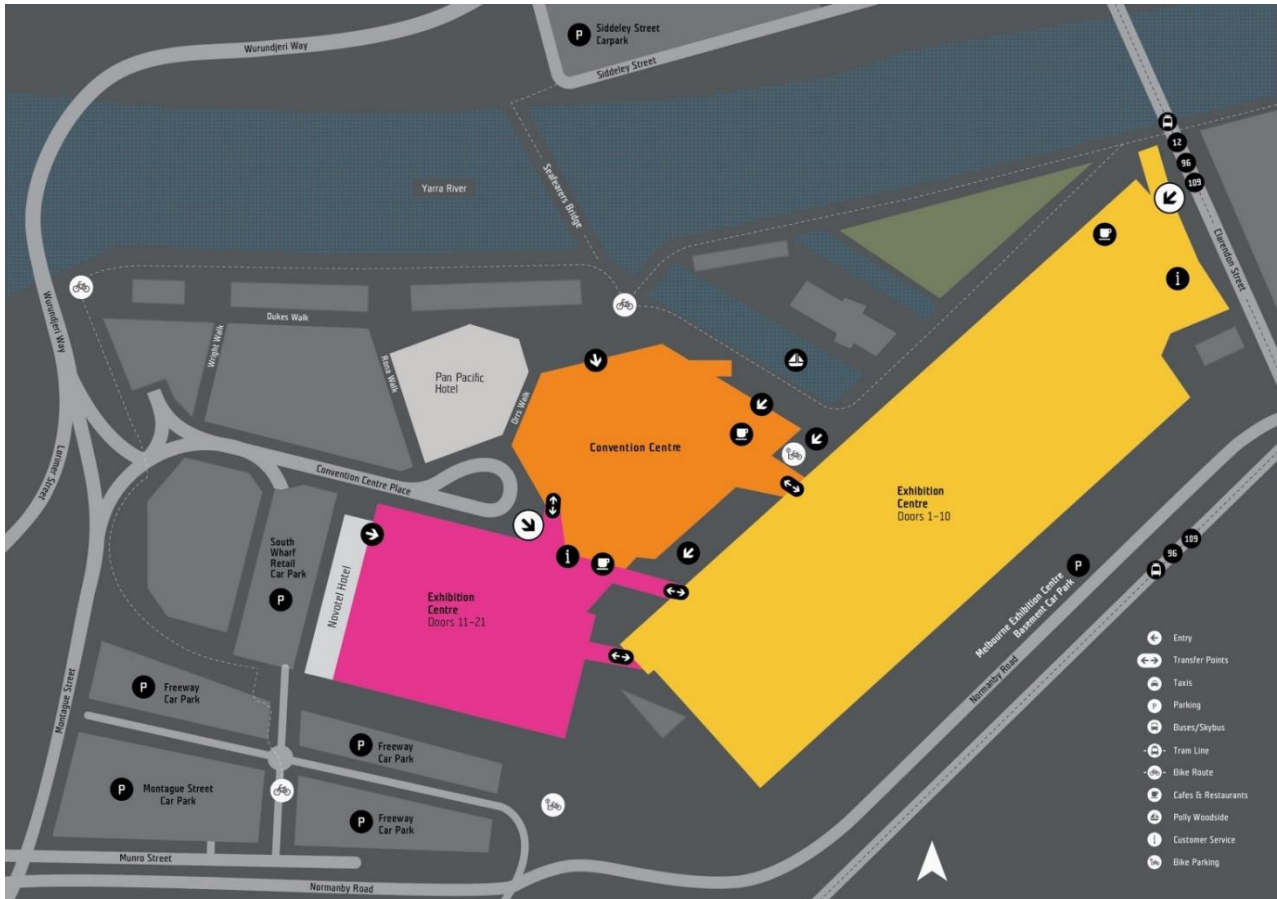 Wurundjeri Way
P
Siddeley Street
Carpark
Siddeley Street
12
96
109
Yarra River
Seafarers Bridge
Clarendon Street
i
Wurundjeri Way
Dukes Walk
Wright Walk
Rona Walk
Pan Pacific
Hotel
Orrs Walk
Convention Centre
Lorimer Street
Convention Centre Place
Exhibition
Centre
Doors 1-10
South
Wharf
Retail
Car Park
P
Novotel Hotel
i
Exhibition
Centre
Doors 11-21
109
96
P
Melbourne Exhibition Centre
Basement Car Park
Normanby Road
Montague Street
P
Freeway
Car Park
P
Freeway
Car Park
P
Montague Street
Car Park
P
Freeway
Car Park
Munro Street
Normanby Road
Entry
Transfer Points
Taxis
P Parking
Buses/Skybus
Tram Line
Bike Route
Cafes & Restaurants
Polly Woodside
i Customer Service
Bike Parking